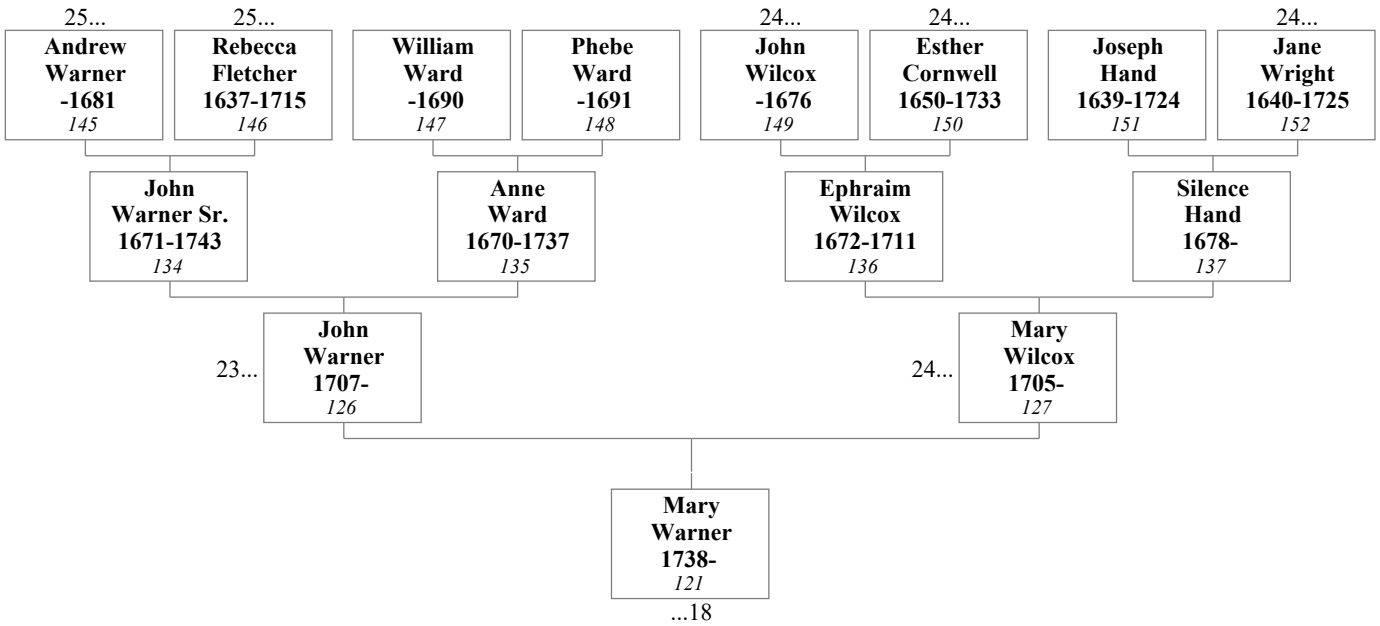 25...
25...
24...
24...
24...
Andrew
Warner
-1681
145
Rebecca
Fletcher
1637-1715
146
William
Ward
-1690
147
Phebe
Ward
-1691
148
John
Wilcox
-1676
149
Esther
Cornwell
1650-1733
150
Joseph
Hand
1639-1724
151
Jane
Wright
1640-1725
152
John
Warner Sr.
1671-1743
134
Anne
Ward
1670-1737
135
Ephraim
Wilcox
1672-1711
136
Silence
Hand
1678-
137
23...
John
Warner
1707-
126
24...
Mary
Wilcox
1705-
127
Mary
Warner
1738-
121
...18